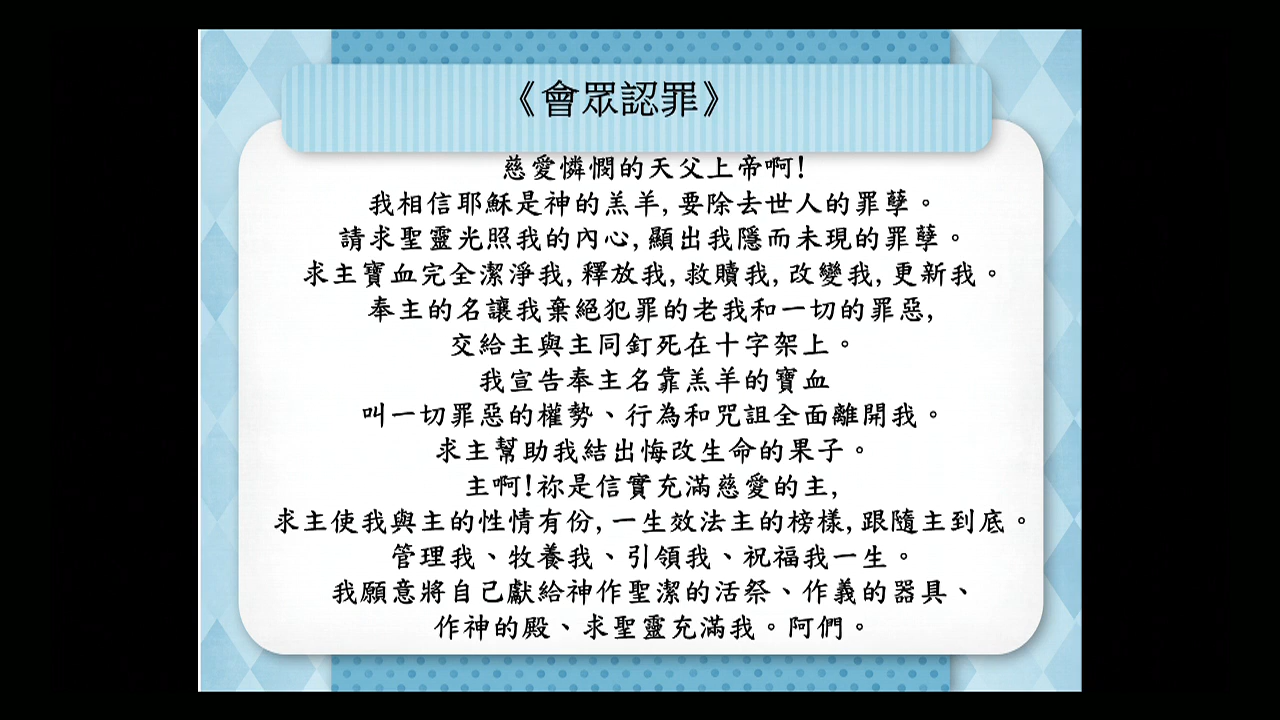 《會眾認罪》
慈愛憐憫的天父上帝啊!
我相信耶穌是神的羔羊,要除去世人的罪孽。
請求聖靈光照我的內心,顯出我隱而未現的罪孽。
求主寶血完全潔淨我,釋放我,救贖我,改變我,更新我。
奉主的名讓我棄絕犯罪的老我和一切的罪惡,
交給主與主同釘死在十字架上。
我宣告奉主名靠羔羊的寶血
叫一切罪惡的權勢、行為和咒詛全面離開我。
求主幫助我結出悔改生命的果子。
主啊!祢是信實充滿慈愛的主,
求主使我與主的性情有份,一生效法主的榜樣,跟隨主到底。
管理我、牧養我、引領我、祝福我一生。
我願意將自己獻給神作聖潔的活祭、作義的器具、
作神的殿、求聖靈充滿我。阿們。